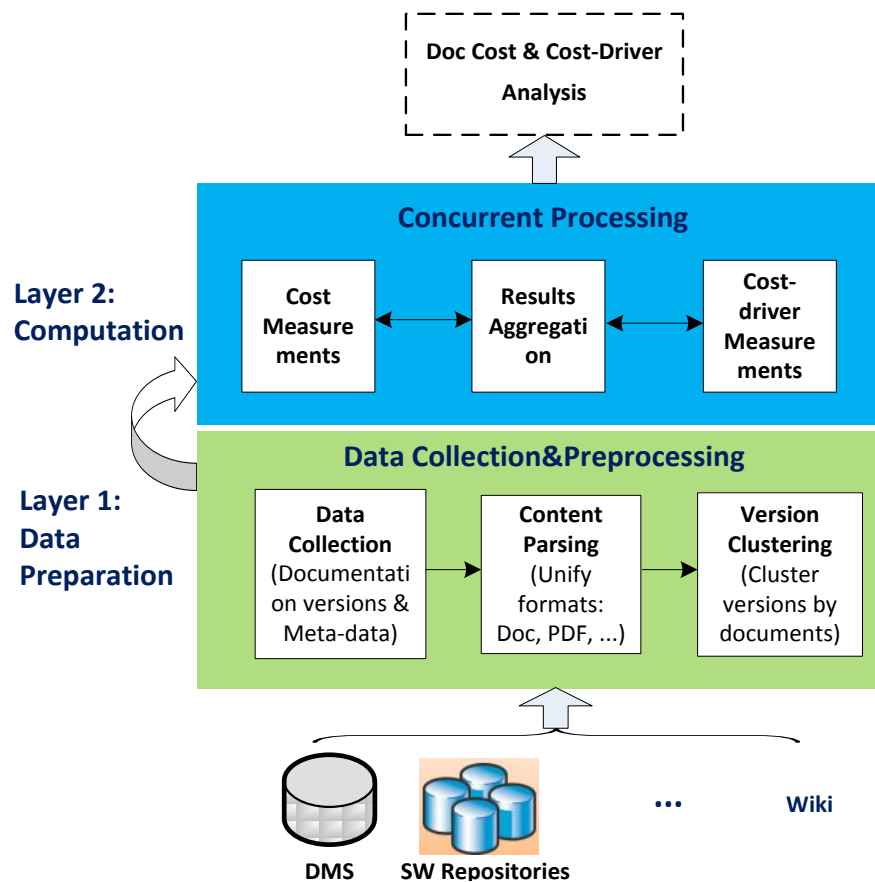 Doc Cost & Cost-Driver
Analysis
Concurrent Processing
Layer 2:
Computation
Cost
Measure
ments
Results
Aggregati
on
Cost-
driver
Measure
ments
Data Collection&Preprocessing
Layer 1:
Data
Preparation
Data
Collection
(Documentati
on versions &
Meta-data)
Content
Parsing
(Unify
formats:
Doc, PDF, ...)
Version
Clustering
(Cluster
versions by
documents)
DMS
SW Repositories
...
Wiki